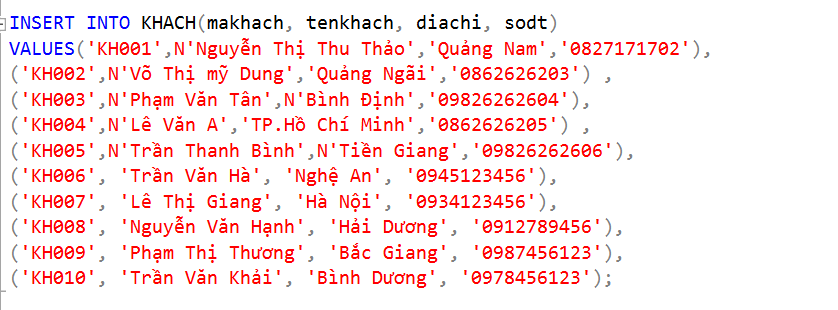 INSERT INTO KHACH(makhach, tenkhach, diachi, sodt)
VALUES('KH001',N'Nguyễn Thị Thu Thảo','Quảng Nam','0827171702'),
('KH002',N'Võ Thị mỹ Dung','Quảng Ngãi','0862626203') ,
('KH003',N'Phạm Văn Tân',N'Bình Định','09826262604'),
('KH004',N'Lê Văn A','TP.Hồ Chí Minh','0862626205') ,
('KH005',N'Trần Thanh Bình',N'Tiền Giang','09826262606'),
('KH006', 'Trần Văn Hà', 'Nghệ An', '0945123456'),
('KH007', 'Lê Thị Giang', 'Hà Nội', '0934123456'),
('KH008', 'Nguyễn Văn Hạnh', 'Hải Dương', '0912789456'),
('KH009', 'Phạm Thị Thương', 'Bắc Giang', '0987456123'),
('KH010', 'Trần Văn Khải', 'Bình Dương', '0978456123');